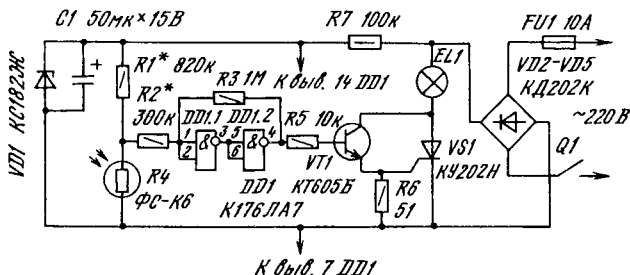 C1 50мк×15В
R7 100к
FU1 10А
VD1 КС182Ж
+
R1* 820к
R2*
300к
R3 1М
К выв. 14 DD1
EL1
VD2-VD5
КД202К
~220В
DD1.1 DD1.2
1
2
&
3
5
6
&
4
R5 10к
VT1
КТ605Б
VS1
КУ202Н
Q1
R4
ФС-К6
DD1
К176ЛА7
R6
51
К выв. 7 DD1